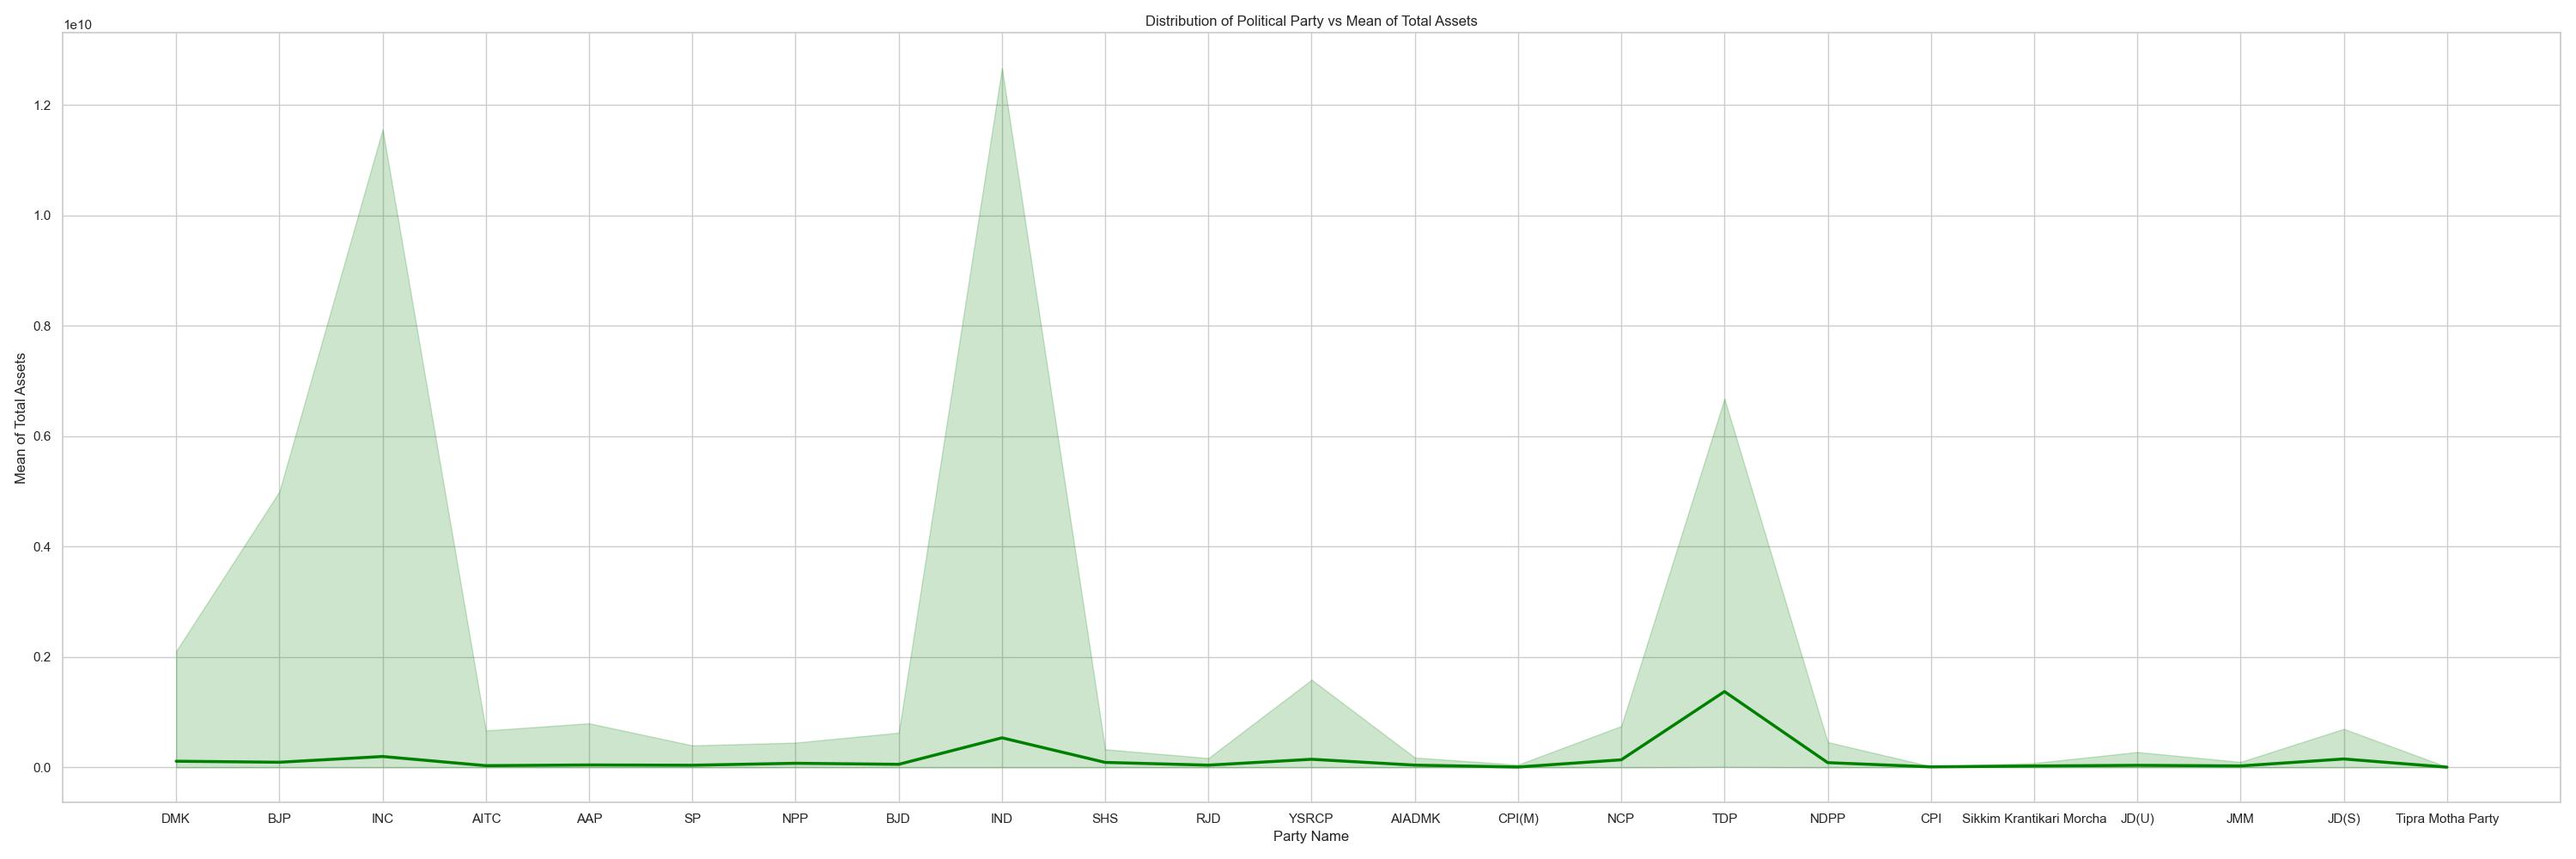 Distribution of Political Party vs Mean of Total Assets
1e10
1.2
1.0
0.8
0.6
0.4
0.2
0.0
Mean of Total Assets
DMK BJP INC AITC AAP SP NPP BJD IND SHS RJD YSRCP AIADMK CPI(M) NCP TDP NDPP CPI Sikkim Krantikari Morcha JD(U) JMM JD(S) Tipra Motha Party
Party Name